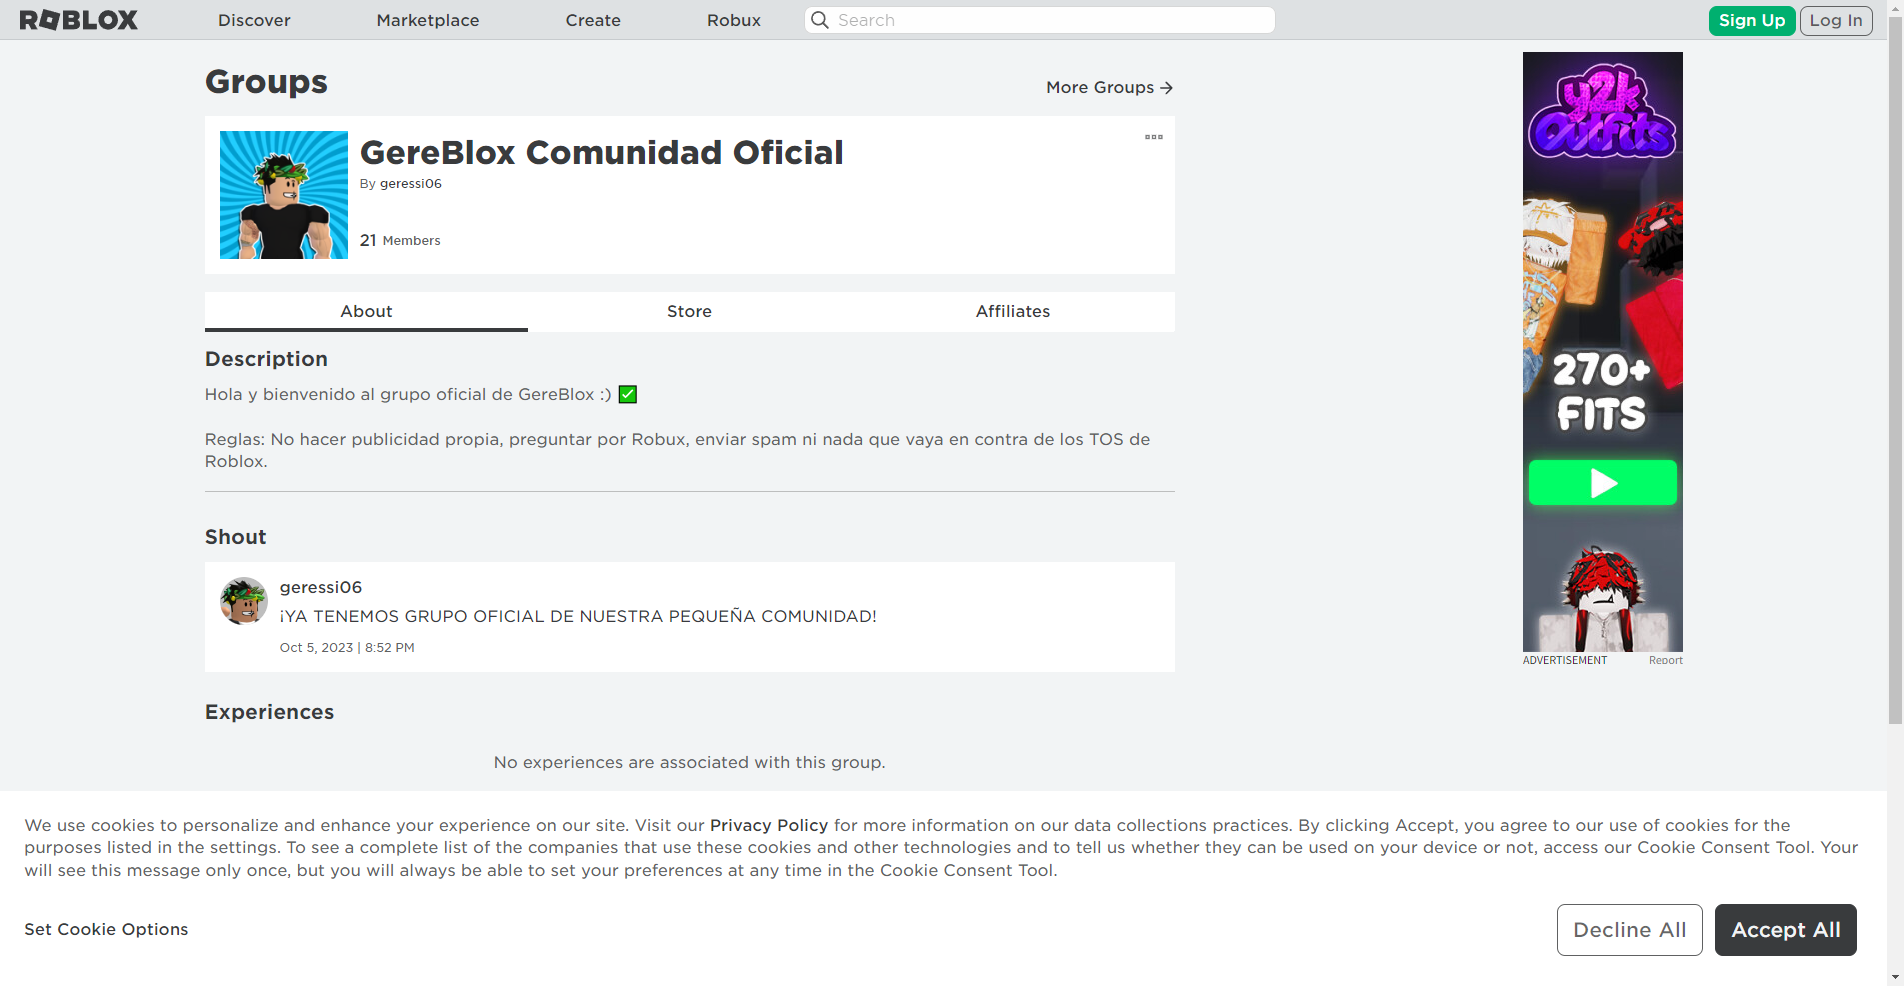 ROBLOX
Discover
Marketplace
Create
Robux
Search
Sign Up
Log In
Groups
More Groups
GereBlox Comunidad Oficial
By geressi06
21 Members
About
Store
Affiliates
Description
Hola y bienvenido al grupo oficial de GereBlox :) ✅
Reglas: No hacer publicidad propia, preguntar por Robux, enviar spam ni nada que vaya en contra de los TOS de
Roblox.
Shout
geressi06
¡YA TENEMOS GRUPO OFICIAL DE NUESTRA PEQUEÑA COMUNIDAD!
Oct 5, 2023 | 8:52 PM
Experiences
No experiences are associated with this group.
y2k
Outfits
270+
FITS
ADVERTISEMENT
Report
We use cookies to personalize and enhance your experience on our site. Visit our Privacy Policy for more information on our data collections practices. By clicking Accept, you agree to our use of cookies for the
purposes listed in the settings. To see a complete list of the companies that use these cookies and other technologies and to tell us whether they can be used on your device or not, access our Cookie Consent Tool. Your
will see this message only once, but you will always be able to set your preferences at any time in the Cookie Consent Tool.
Set Cookie Options
Decline All
Accept All